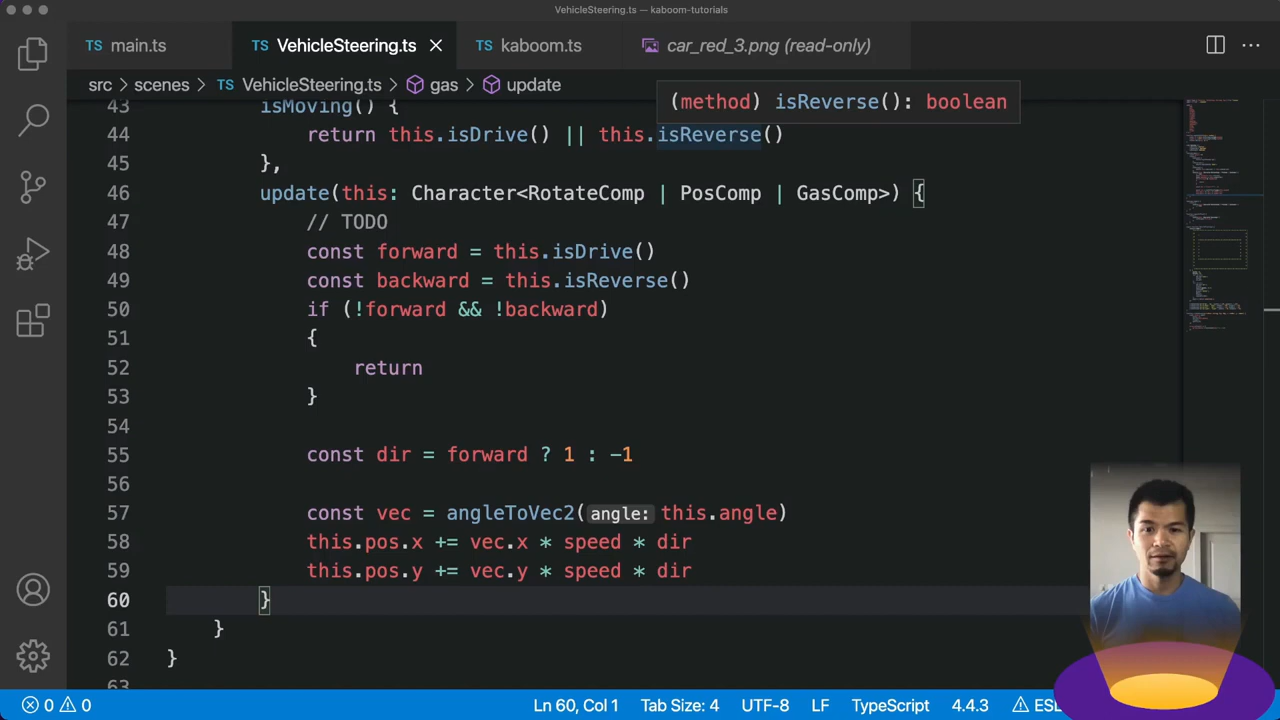 VehicleSteering.ts — kaboom-tutorials
TS main.ts
TS VehicleSteering.ts
TS kaboom.ts
car_red_3.png (read-only)
src > scenes > TS VehicleSteering.ts > gas > update
(method) isReverse(): boolean
43 isMoving() {
44 return this.isDrive() || this.isReverse()
45 },
46 update(this: Character<RotateComp | PosComp | GasComp>) {
47 // TODO
48 const forward = this.isDrive()
49 const backward = this.isReverse()
50 if (!forward && !backward)
51 {
52 return
53 }
54
55 const dir = forward ? 1 : -1
56
57 const vec = angleToVec2(angle: this.angle)
58 this.pos.x += vec.x * speed * dir
59 this.pos.y += vec.y * speed * dir
60 }
61 }
62 }
63
0 0 Ln 60, Col 1 Tab Size: 4 UTF-8 LF TypeScript 4.4.3 ESL